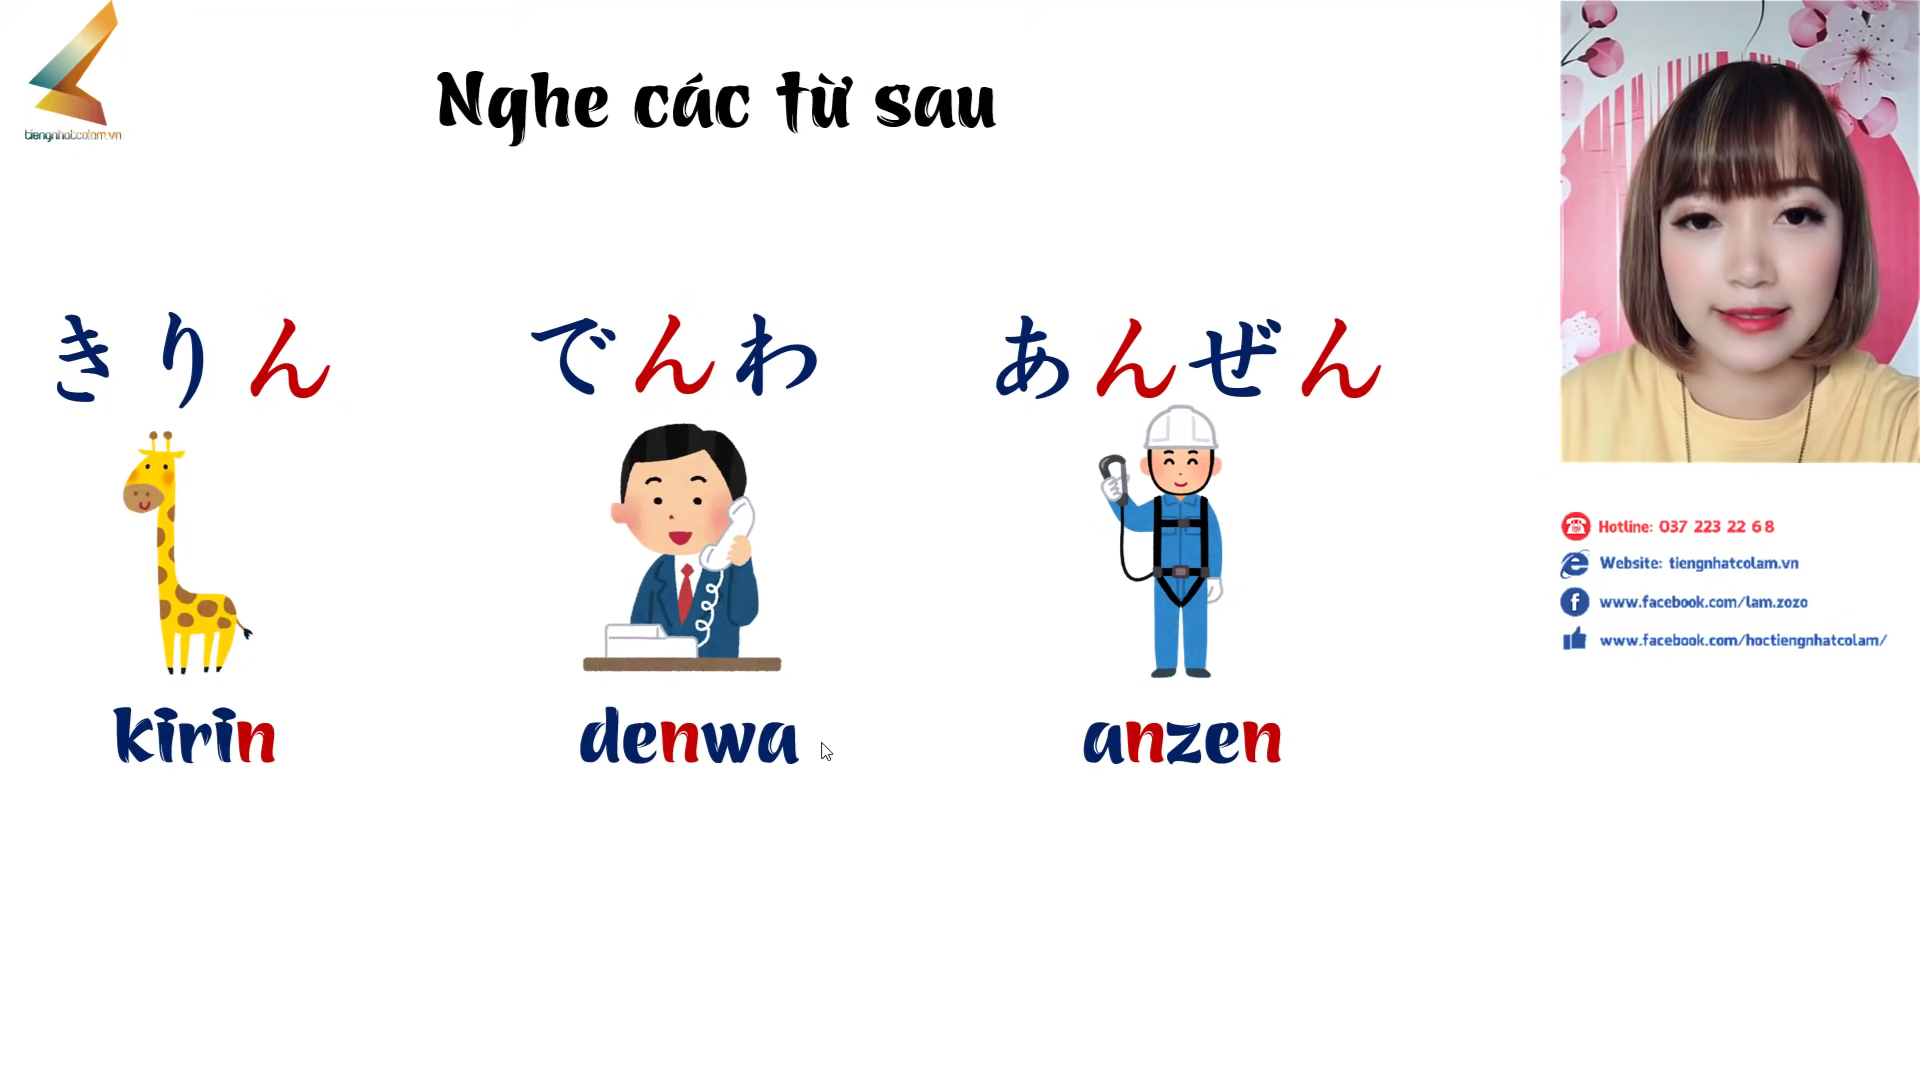 tiengnhatcolam.vn
Nghe các từ sau
きりん
でんわ
あんぜん
kirin
denwa
anzen
Hotline: 037 223 22 68
Website: tiengnhatcolam.vn
www.facebook.com/lam.zozo
www.facebook.com/hoctiengnhatcolam/